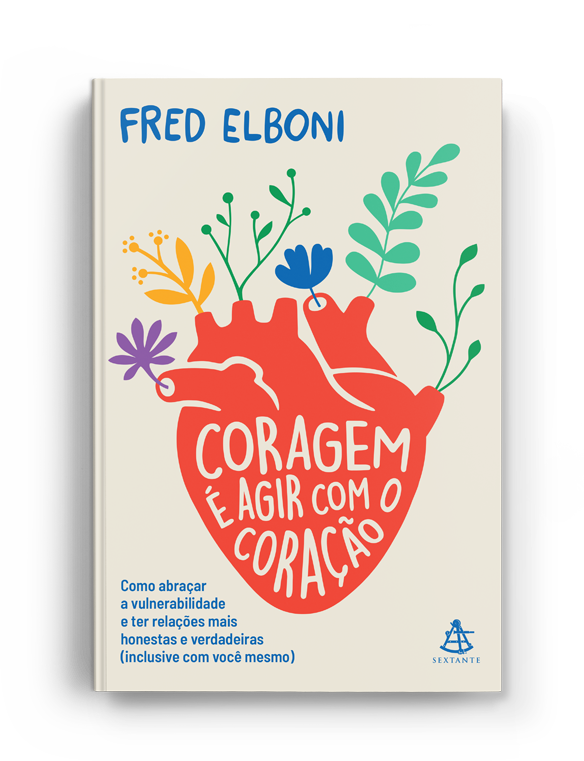 FRED ELBONI
CORAGEM
É AGIR COM O
CORAÇÃO
Como abraçar
a vulnerabilidade
e ter relações mais
honestas e verdadeiras
(inclusive com você mesmo)
SEXTANTE